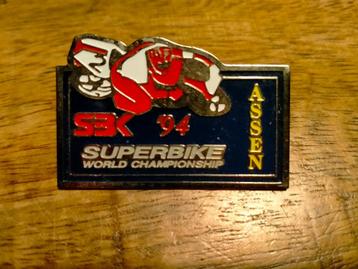 SBK '94
SUPERBIKE
WORLD CHAMPIONSHIP
ASSEN